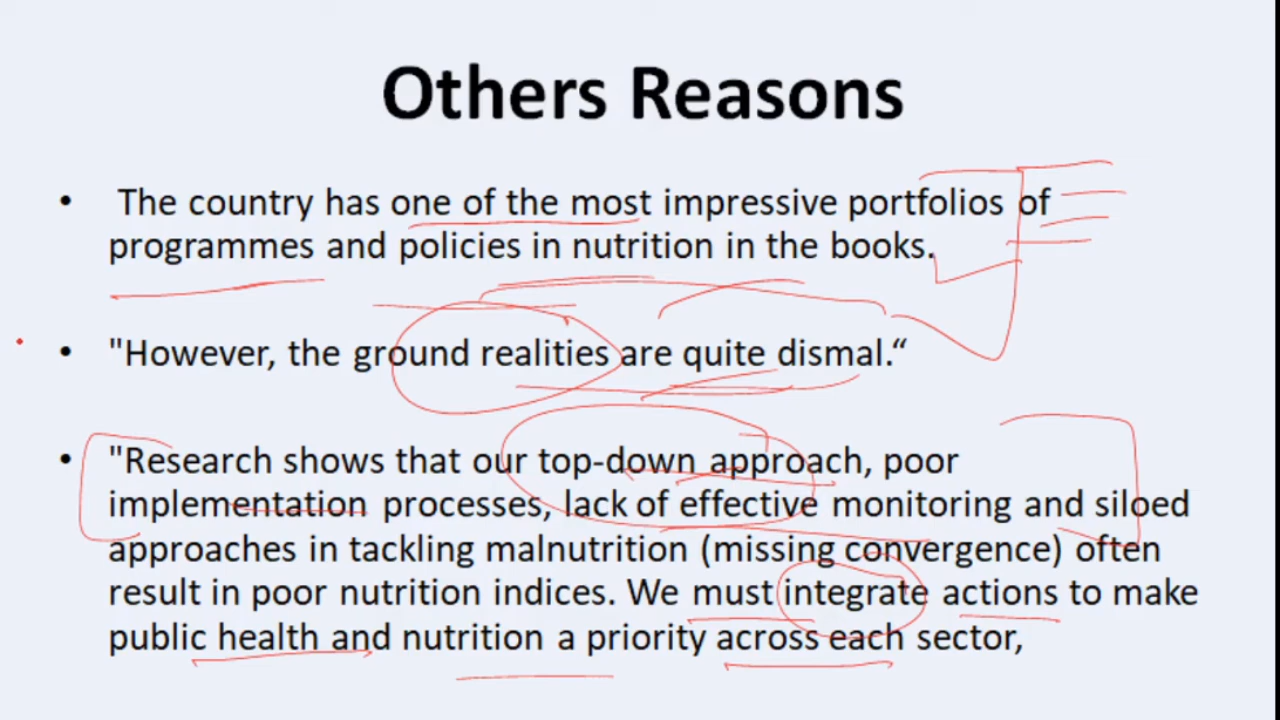 Others Reasons
• The country has one of the most impressive portfolios of
programmes and policies in nutrition in the books.
• "However, the ground realities are quite dismal.“
• "Research shows that our top-down approach, poor
implementation processes, lack of effective monitoring and siloed
approaches in tackling malnutrition (missing convergence) often
result in poor nutrition indices. We must integrate actions to make
public health and nutrition a priority across each sector,